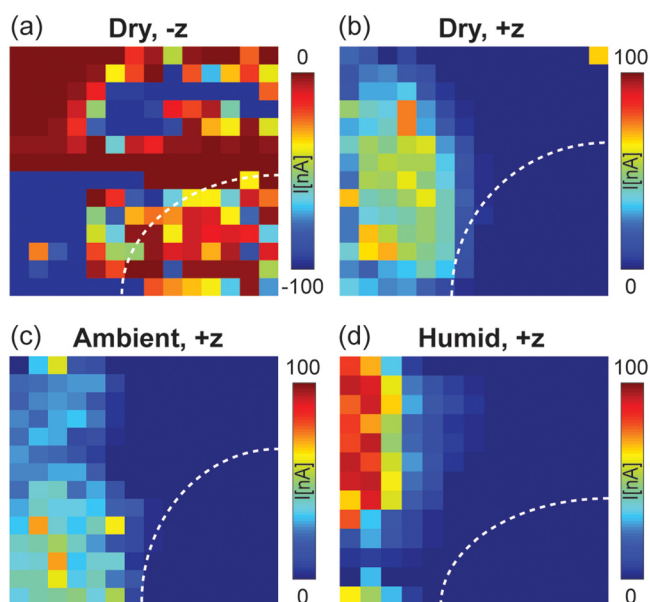 (a) Dry, -z
0
I[nA]
-100
(b) Dry, +z
100
I[nA]
0
(c) Ambient, +z
100
I[nA]
0
(d) Humid, +z
100
I[nA]
0